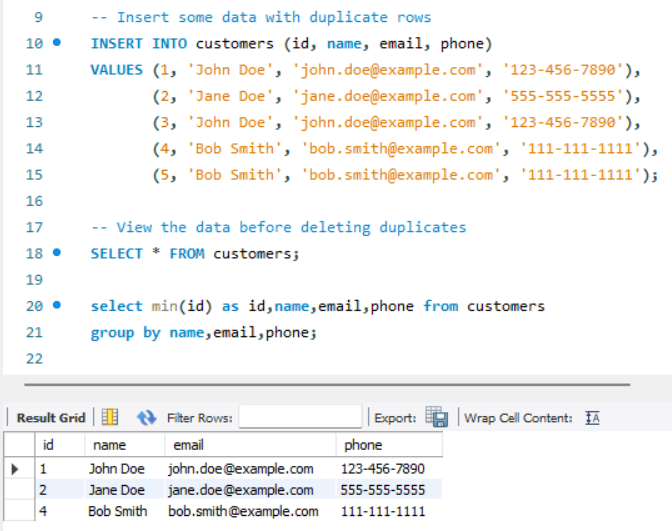 9 -- Insert some data with duplicate rows
10 INSERT INTO customers (id, name, email, phone)
11 VALUES (1, 'John Doe', 'john.doe@example.com', '123-456-7890'),
12 (2, 'Jane Doe', 'jane.doe@example.com', '555-555-5555'),
13 (3, 'John Doe', 'john.doe@example.com', '123-456-7890'),
14 (4, 'Bob Smith', 'bob.smith@example.com', '111-111-1111'),
15 (5, 'Bob Smith', 'bob.smith@example.com', '111-111-1111');
16
17 -- View the data before deleting duplicates
18 SELECT * FROM customers;
19
20 select min(id) as id,name,email,phone from customers
21 group by name,email,phone;
22
Result Grid Filter Rows: Export: Wrap Cell Content: IA
id name email phone
1 John Doe john.doe@example.com 123-456-7890
2 Jane Doe jane.doe@example.com 555-555-5555
4 Bob Smith bob.smith@example.com 111-111-1111